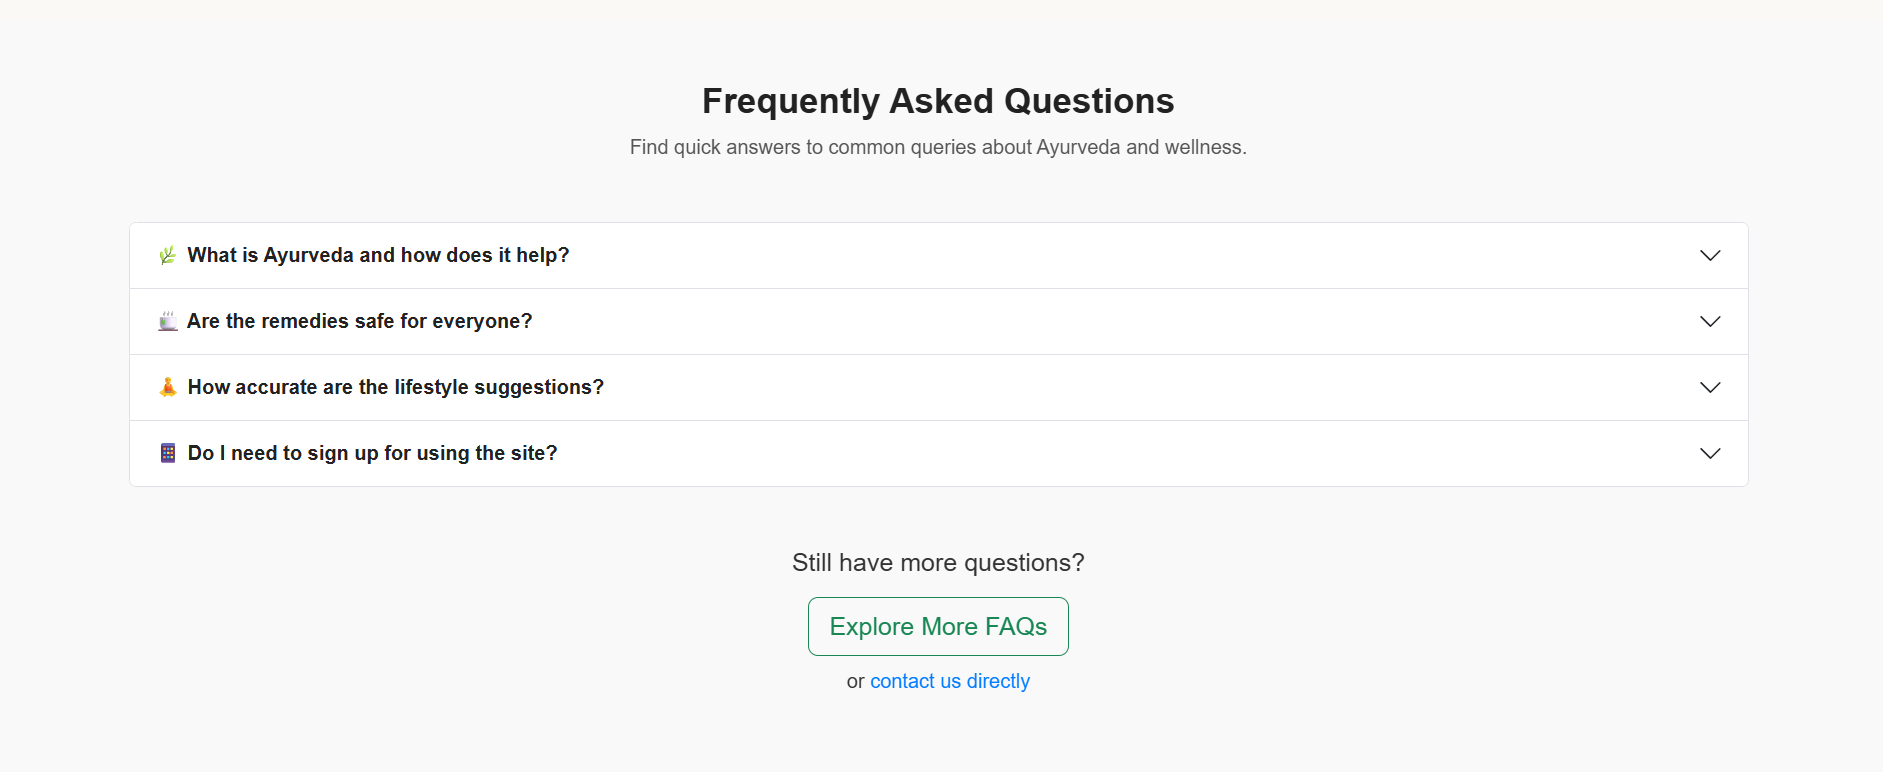 Frequently Asked Questions
Find quick answers to common queries about Ayurveda and wellness.
🌿 What is Ayurveda and how does it help?
🍵 Are the remedies safe for everyone?
🧘 How accurate are the lifestyle suggestions?
📱 Do I need to sign up for using the site?
Still have more questions?
Explore More FAQs
or contact us directly